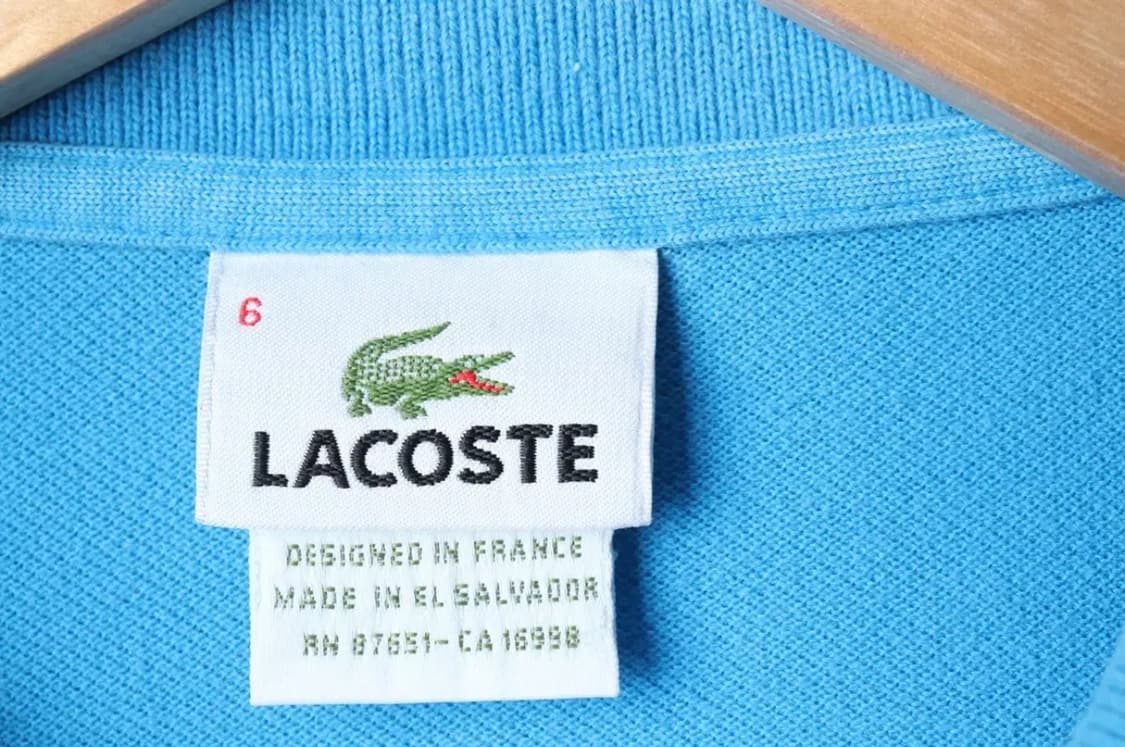 6
LACOSTE
DESIGNED IN FRANCE
MADE IN EL SALVADOR
RN 87651-CA 16998